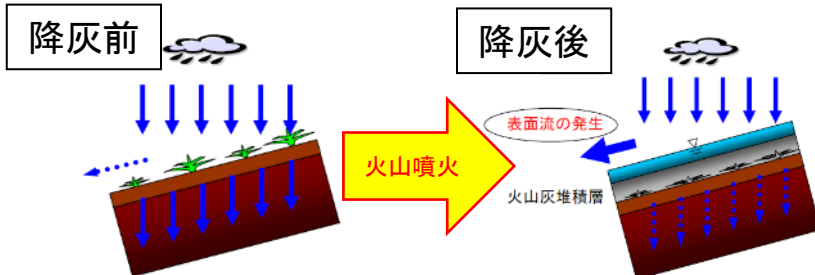 降灰前
降灰後
表面流の発生
火山噴火
火山灰堆積層